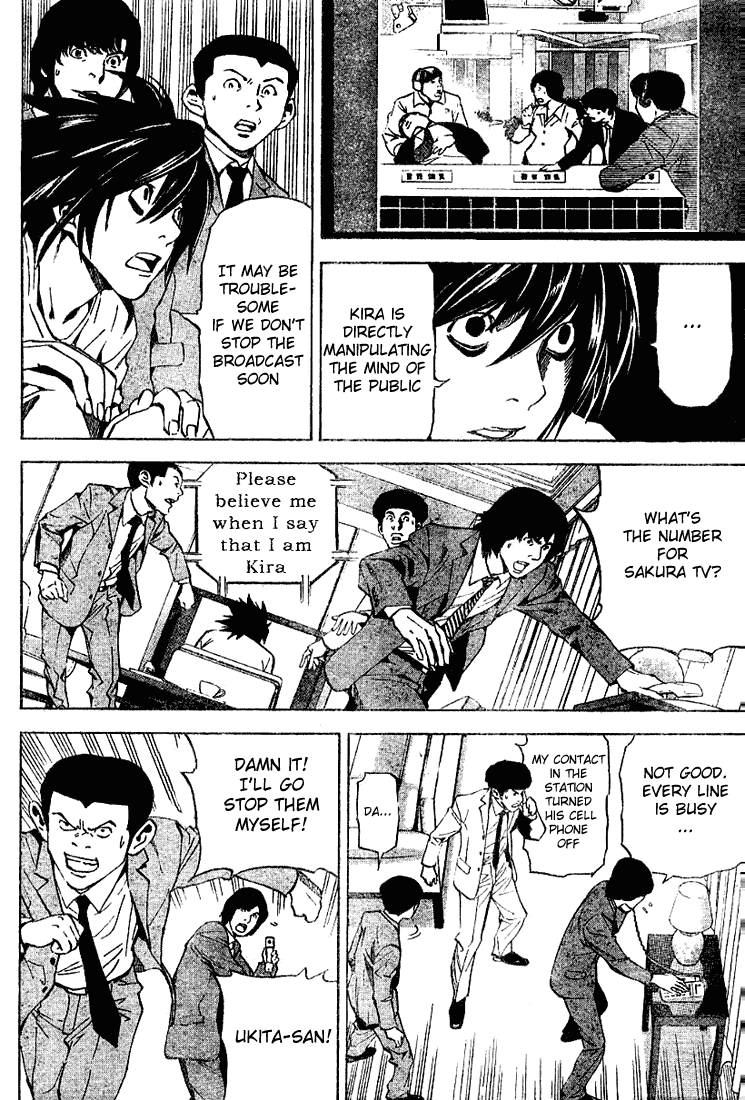 ...
KIRA IS
DIRECTLY
MANIPULATING
THE MIND OF
THE PUBLIC
IT MAY BE
TROUBLE-
SOME
IF WE DON'T
STOP THE
BROADCAST
SOON
WHAT'S
THE NUMBER
FOR
SAKURA TV?
Please
believe me
when I say
that I am
Kira
NOT GOOD.
EVERY LINE
IS BUSY
...
MY CONTACT
IN THE
STATION
TURNED
HIS CELL
PHONE
OFF
DA...
DAMN IT!
I'LL GO
STOP THEM
MYSELF!
UKITA-SAN!